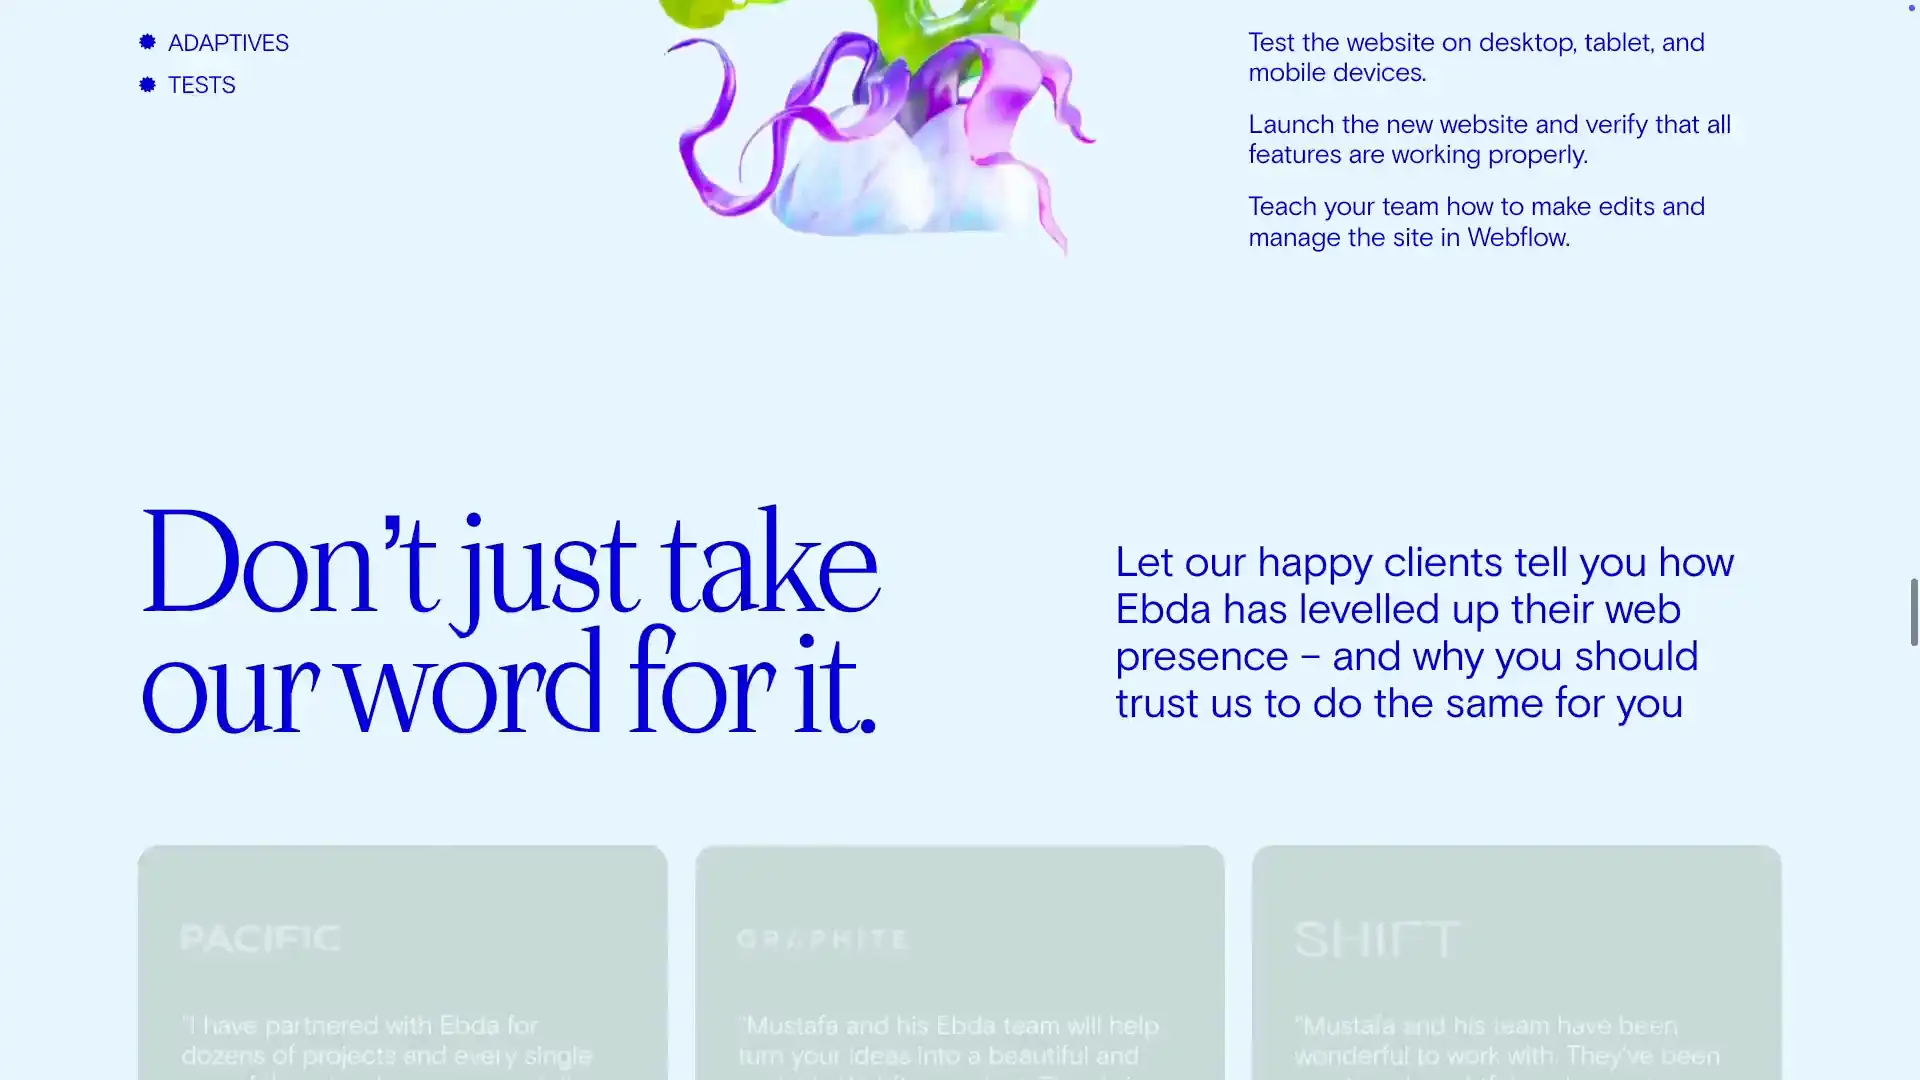 ADAPTIVES
TESTS
Test the website on desktop, tablet, and
mobile devices.
Launch the new website and verify that all
features are working properly.
Teach your team how to make edits and
manage the site in Webflow.
Don’t just take
our word for it.
Let our happy clients tell you how
Ebda has levelled up their web
presence – and why you should
trust us to do the same for you
PACIFIC
"I have partnered with Ebda for
dozens of projects and every single
GRAPHITE
"Mustafa and his Ebda team will help
turn your ideas into a beautiful and
SHIFT
"Mustafa and his team have been
wonderful to work with. They've been